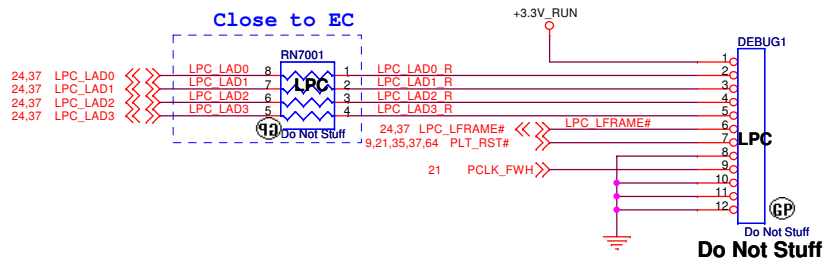 Close to EC
+3.3V_RUN
DEBUG1
RN7001
24,37 LPC_LAD0 LPC_LAD0 8 1 LPC_LAD0_R
24,37 LPC_LAD1 LPC_LAD1 7 2 LPC_LAD1_R
24,37 LPC_LAD2 LPC_LAD2 6 3 LPC_LAD2_R
24,37 LPC_LAD3 LPC_LAD3 5 4 LPC_LAD3_R
LPC
GP
Do Not Stuff
1
2
3
4
5
24,37 LPC_LFRAME# LPC_LFRAME# 6
9,21,35,37,64 PLT_RST# 7
8
21 PCLK_FWH 9
10
11
12
LPC
GP
Do Not Stuff
Do Not Stuff